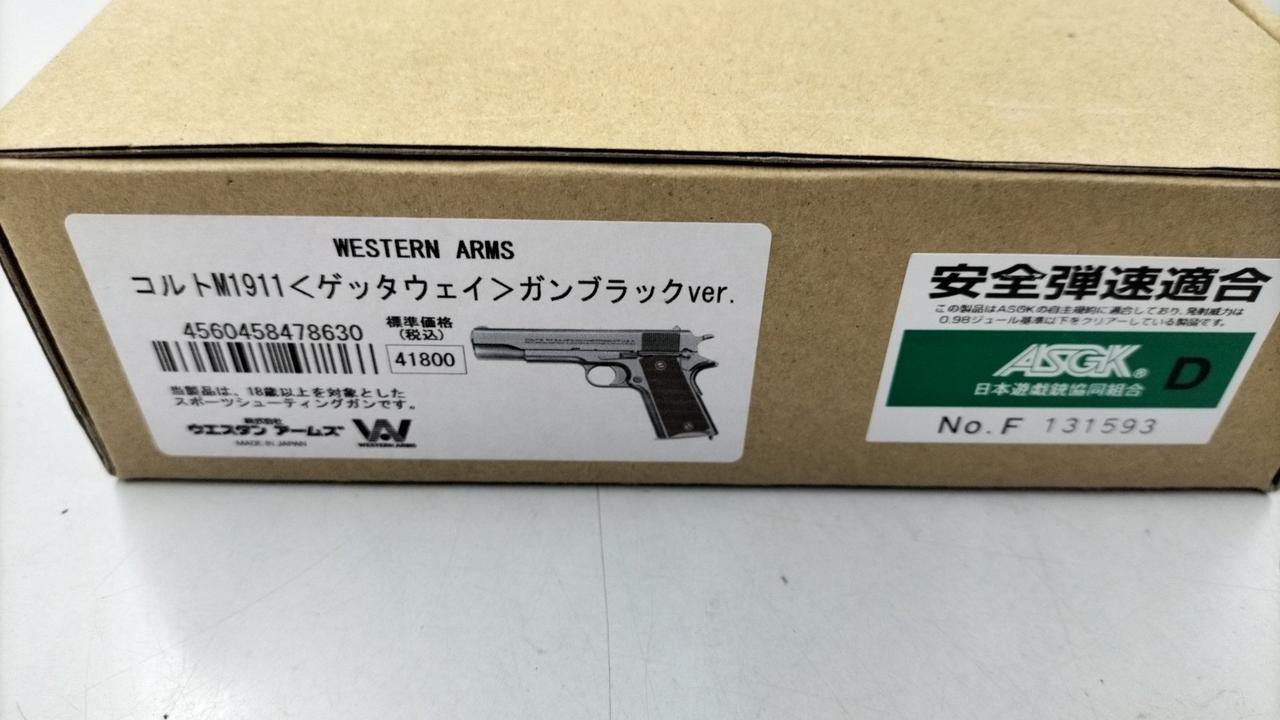 WESTERN ARMS
コルトM1911＜ゲッタウェイ＞ガンブラックver.
4560458478630
標準価格
(税込)
41800
当製品は、18歳以上を対象とした
スポーツシューティングガンです。
株式会社
ウエスタン アームズ
MADE IN JAPAN
WA
WESTERN ARMS
安全弾速適合
この製品はASGKの自主規約に適合しており、発射威力は
0.98ジュール基準以下をクリアーしている製品です。
ASGK®
日本遊戯銃協同組合
D
No.F 131593